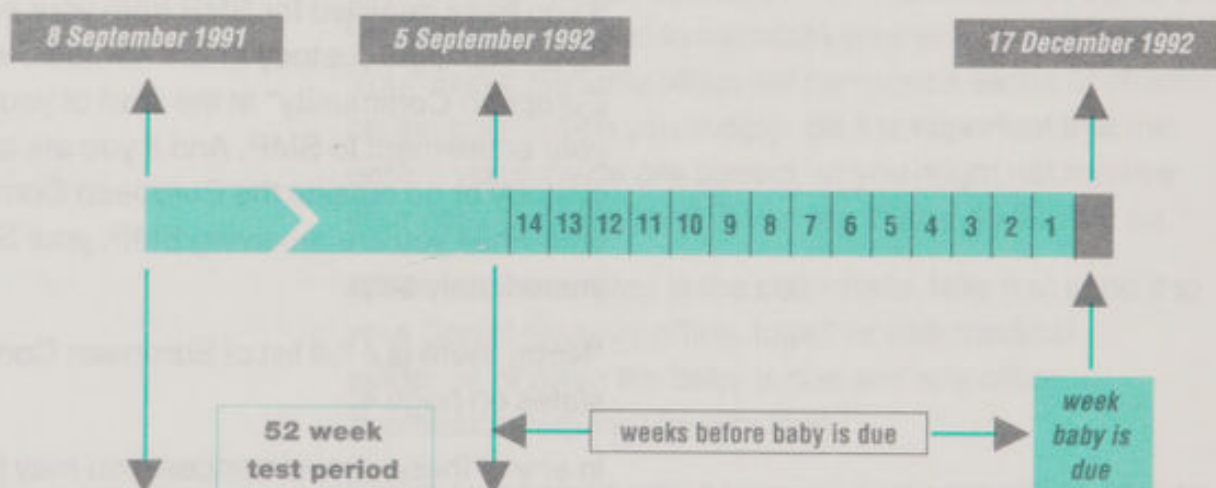 8 September 1991 5 September 1992 17 December 1992
14 13 12 11 10 9 8 7 6 5 4 3 2 1
52 week
test period
weeks before baby is due
week
baby is
due